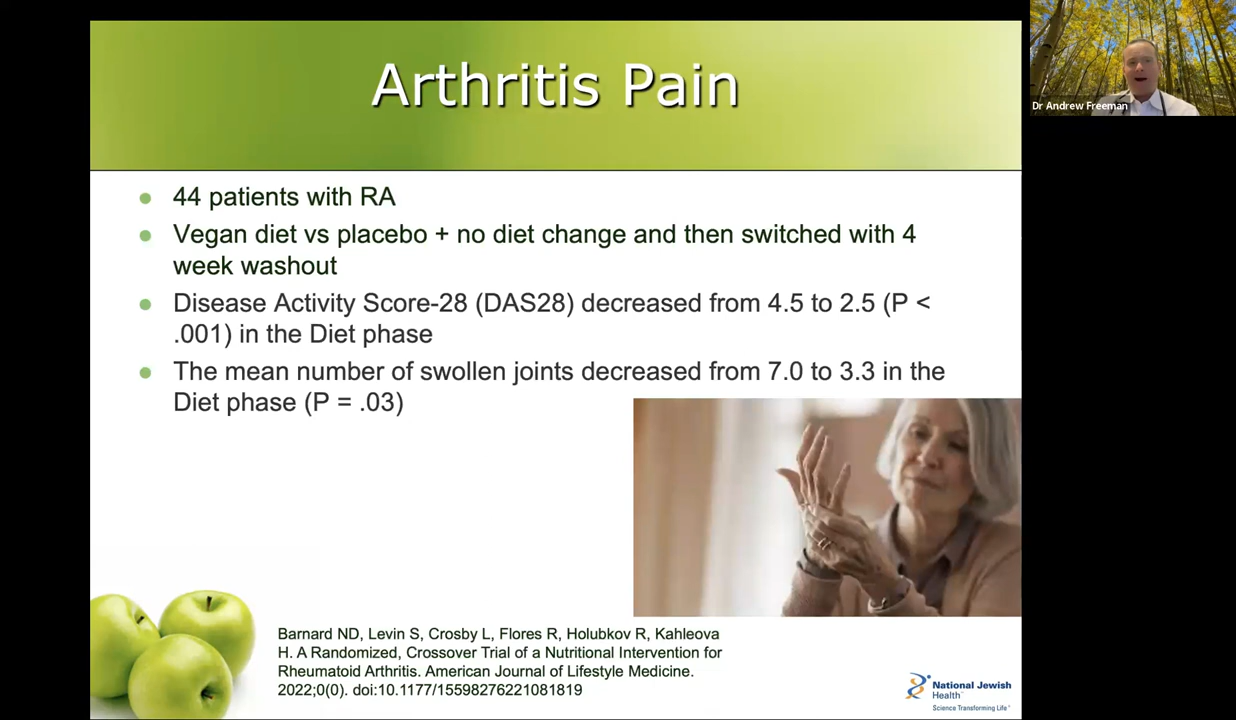 Arthritis Pain
44 patients with RA
Vegan diet vs placebo + no diet change and then switched with 4
week washout
Disease Activity Score-28 (DAS28) decreased from 4.5 to 2.5 (P <
.001) in the Diet phase
The mean number of swollen joints decreased from 7.0 to 3.3 in the
Diet phase (P = .03)
Barnard ND, Levin S, Crosby L, Flores R, Holubkov R, Kahleova
H. A Randomized, Crossover Trial of a Nutritional Intervention for
Rheumatoid Arthritis. American Journal of Lifestyle Medicine.
2022;0(0). doi:10.1177/15598276221081819
National Jewish
Health™
Science Transforming Life®
Dr Andrew Freeman